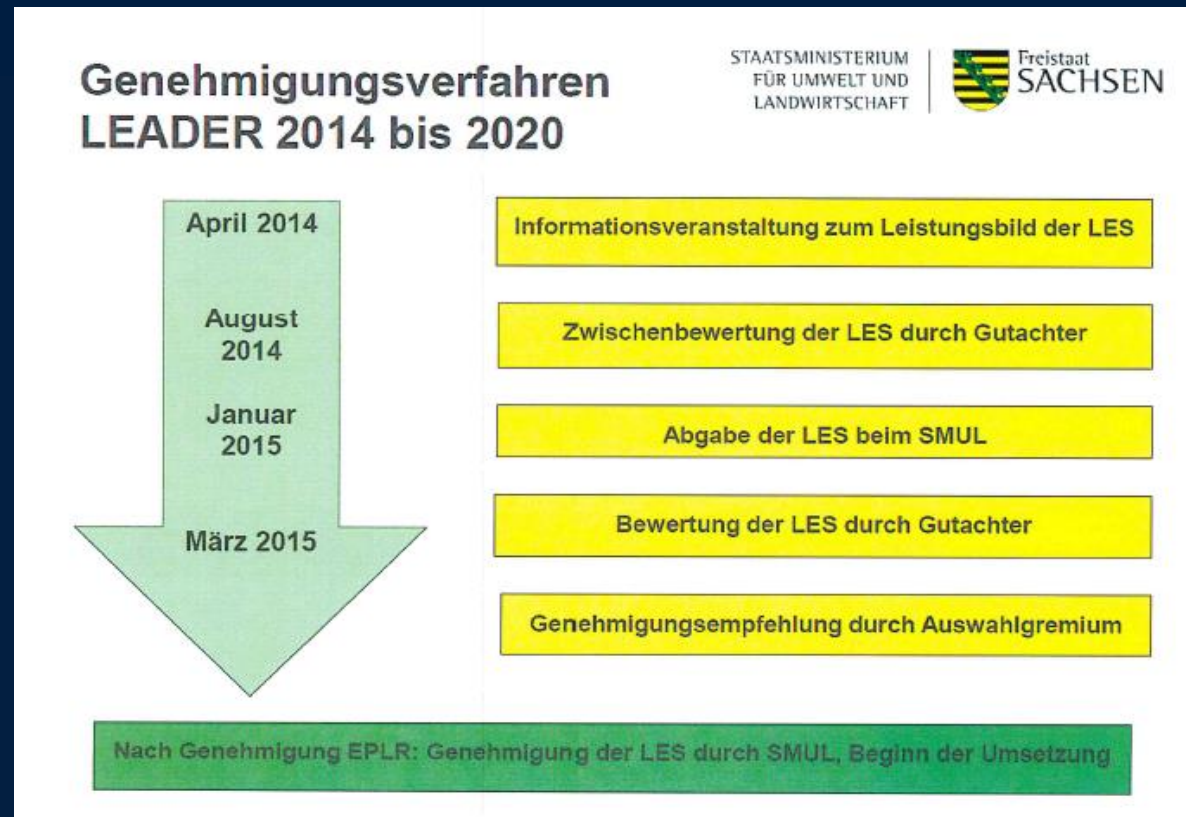 Genehmigungsverfahren
LEADER 2014 bis 2020
STAATSMINISTERIUM
FÜR UMWELT UND
LANDWIRTSCHAFT
Freistaat
SACHSEN
April 2014
Informationsveranstaltung zum Leistungsbild der LES
August
2014
Zwischenbewertung der LES durch Gutachter
Januar
2015
Abgabe der LES beim SMUL
März 2015
Bewertung der LES durch Gutachter
Genehmigungsempfehlung durch Auswahlgremium
Nach Genehmigung EPLR: Genehmigung der LES durch SMUL, Beginn der Umsetzung